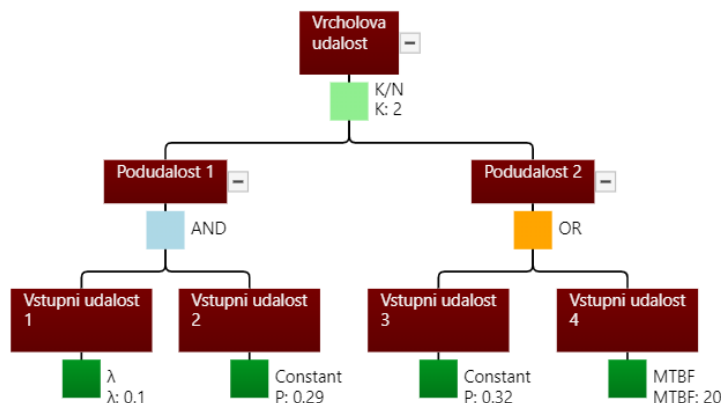 Vrcholova
udalost
K/N
K: 2
Podudalost 1
Podudalost 2
AND
OR
Vstupni udalost
1
Vstupni udalost
2
Vstupni udalost
3
Vstupni udalost
4
λ
λ: 0.1
Constant
P: 0.29
Constant
P: 0.32
MTBF
MTBF: 20